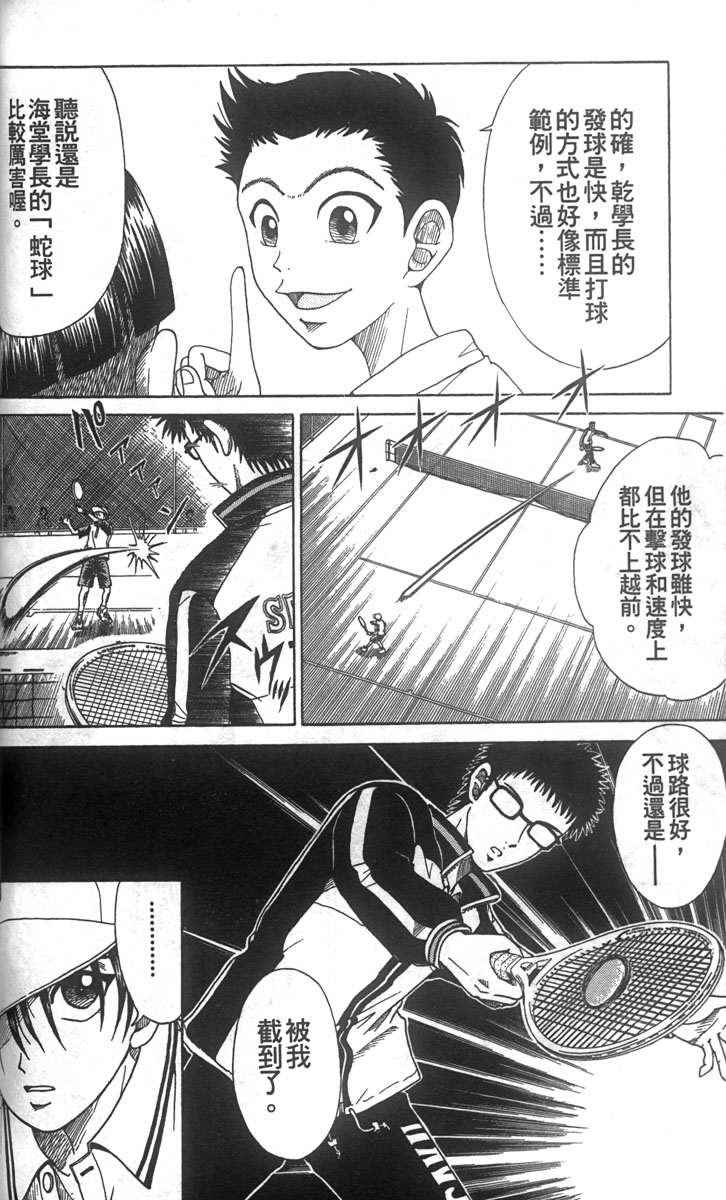 的確，乾學長的
發球是快，而且打球
的方式也好像標準
範例，不過⋯⋯
聽説還是
海堂學長的「蛇球」
比較厲害喔。
他的發球雖快，
但在擊球和速度上
都比不上越前。
パァァン
SE
球路很好，
不過還是—
被我
截到了。
⋯⋯⋯